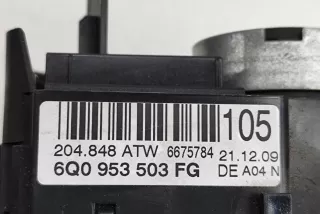 105
204.848 ATW 6675784 21.12.09
6Q0 953 503 FG DE A04 N